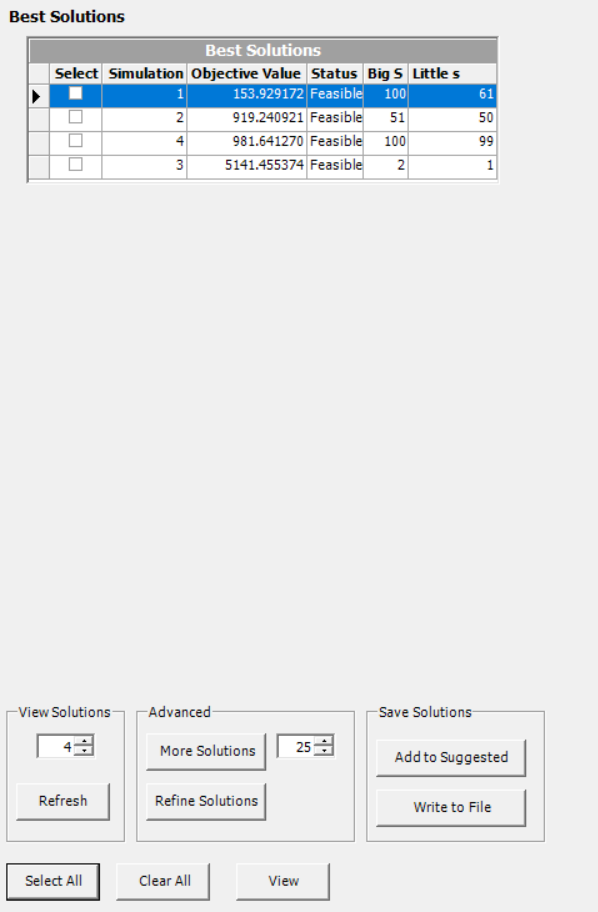 Best Solutions
Best Solutions
Select Simulation Objective Value Status Big S Little s
1 153.929172 Feasible 100 61
2 919.240921 Feasible 51 50
4 981.641270 Feasible 100 99
3 5141.455374 Feasible 2 1
View Solutions Advanced Save Solutions
4 More Solutions 25 Add to Suggested
Refresh Refine Solutions Write to File
Select All Clear All View